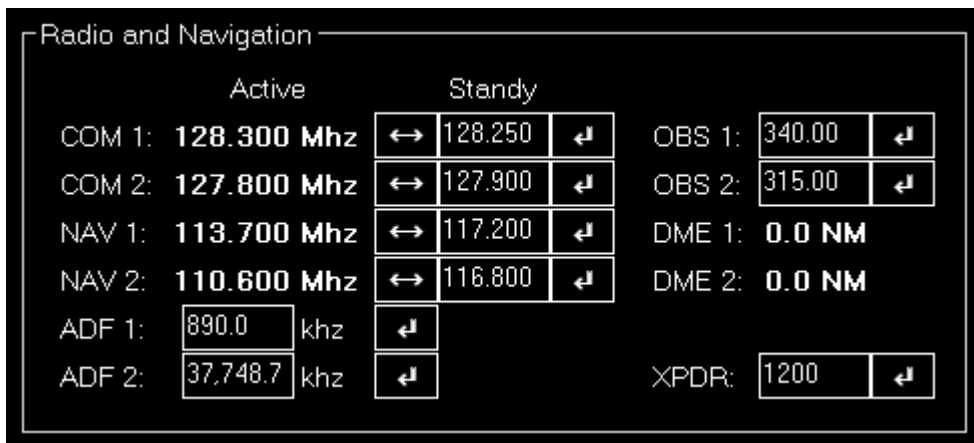 Radio and Navigation
Active Standy
COM 1: 128.300 Mhz ↔ 128.250 ↲ OBS 1: 340.00 ↲
COM 2: 127.800 Mhz ↔ 127.900 ↲ OBS 2: 315.00 ↲
NAV 1: 113.700 Mhz ↔ 117.200 ↲ DME 1: 0.0 NM
NAV 2: 110.600 Mhz ↔ 116.800 ↲ DME 2: 0.0 NM
ADF 1: 890.0 khz ↲
ADF 2: 37,748.7 khz ↲ XPDR: 1200 ↲